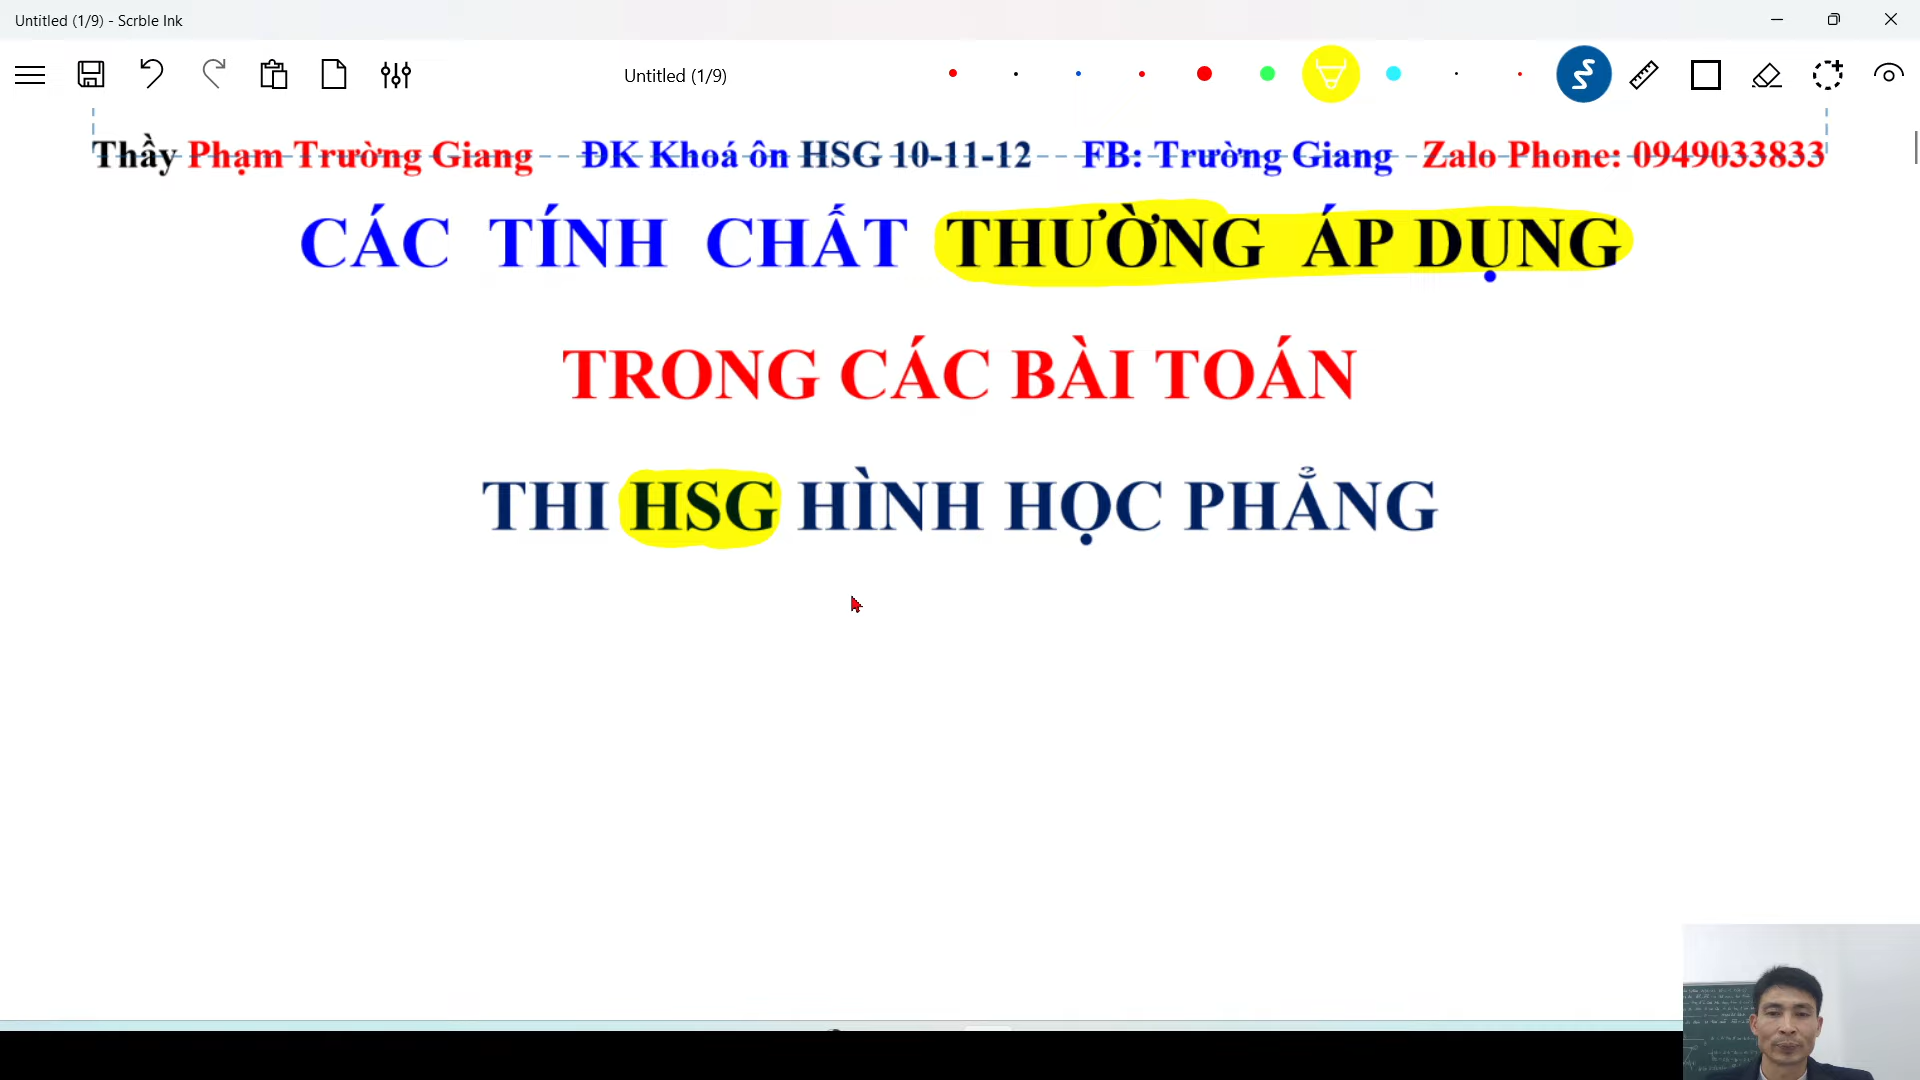 Untitled (1/9) - Scrble Ink
Untitled (1/9)
Thầy Phạm Trường Giang ĐK Khoá ôn HSG 10-11-12 FB: Trường Giang Zalo Phone: 0949033833
CÁC TÍNH CHẤT THƯỜNG ÁP DỤNG
TRONG CÁC BÀI TOÁN
THI HSG HÌNH HỌC PHẲNG